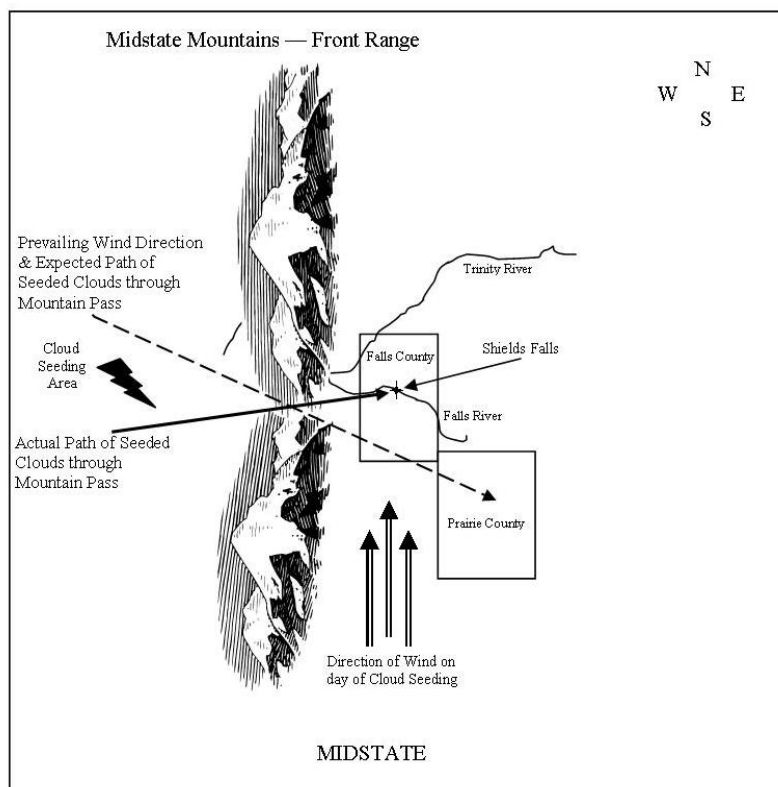 Midstate Mountains — Front Range
N
W E
S
Prevailing Wind Direction
& Expected Path of
Seeded Clouds through
Mountain Pass
Trinity River
Cloud
Seeding
Area
Falls County
Shields Falls
Falls River
Actual Path of Seeded
Clouds through
Mountain Pass
Prairie County
Direction of Wind on
day of Cloud Seeding
MIDSTATE